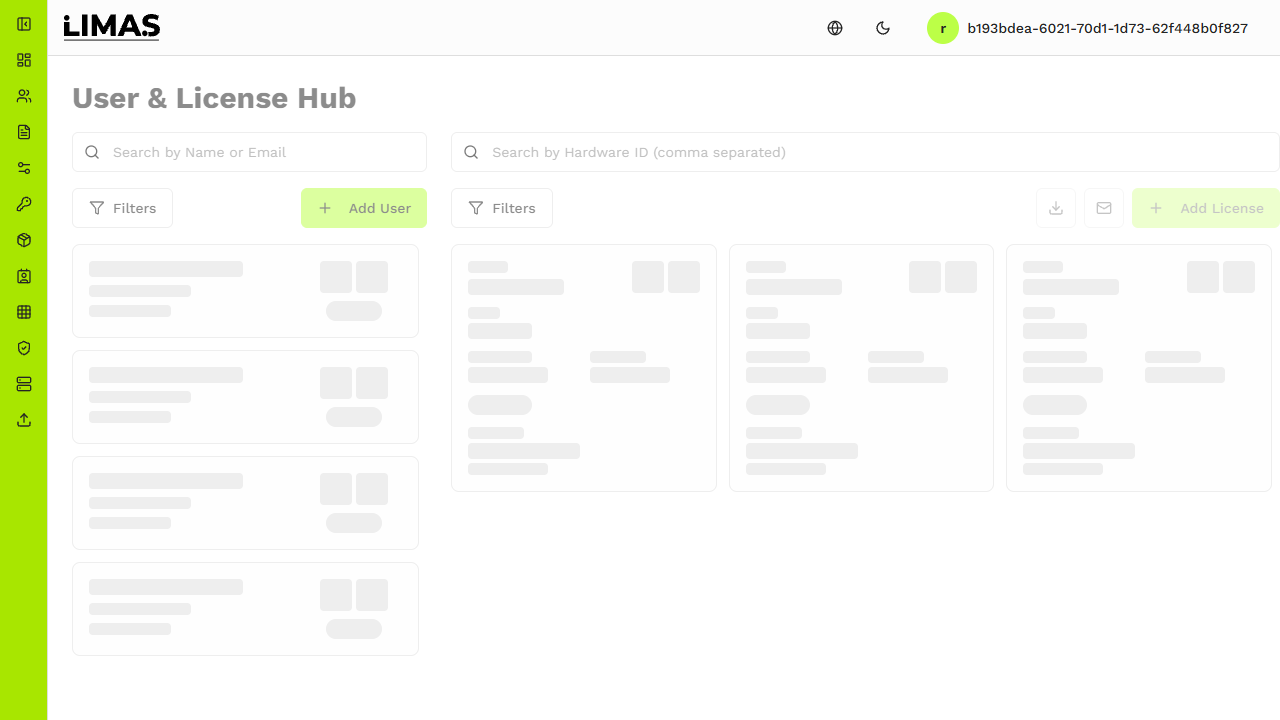 LIMAS
r
b193bdea-6021-70d1-1d73-62f448b0f827
User & License Hub
Search by Name or Email
Search by Hardware ID (comma separated)
Filters
Add User
Filters
Add License